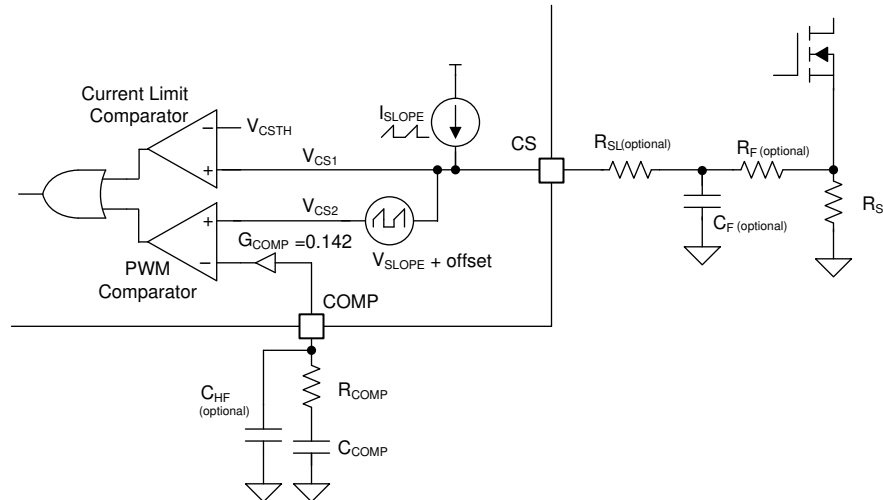 Current Limit
Comparator
−
V_CSTH
+
V_CS1
I_SLOPE
CS
R_SL(optional)
R_F (optional)
C_F (optional)
R_S
+
V_CS2
G_COMP =0.142
−
V_SLOPE + offset
PWM
Comparator
COMP
C_HF
(optional)
R_COMP
C_COMP